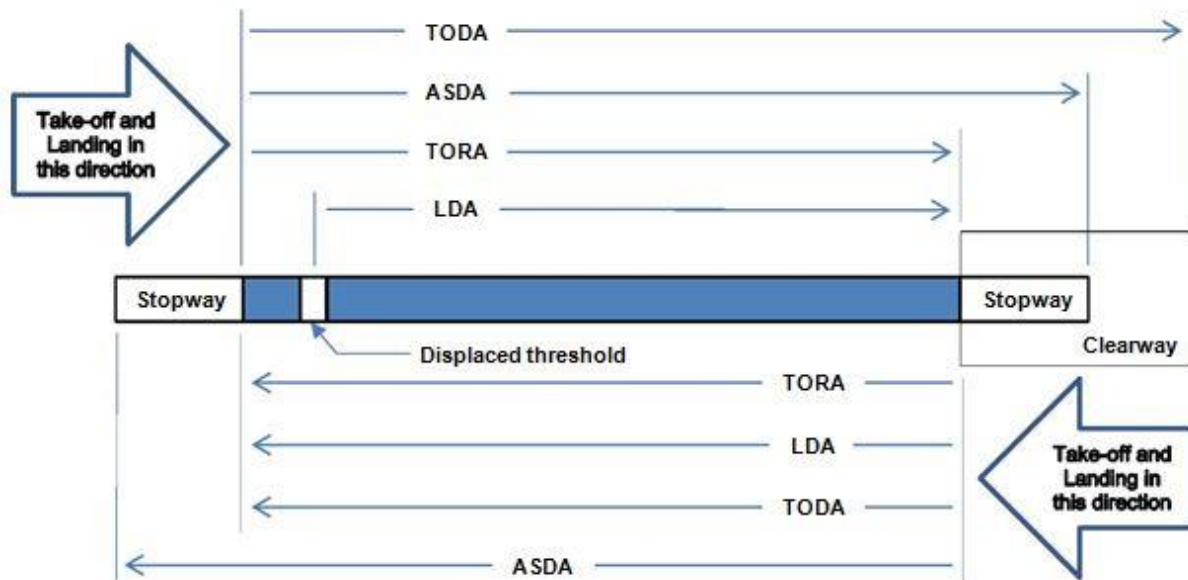 TODA
ASDA
Take-off and
Landing in
this direction
TORA
LDA
Stopway
Stopway
Displaced threshold
Clearway
TORA
LDA
Take-off and
Landing in
this direction
TODA
ASDA